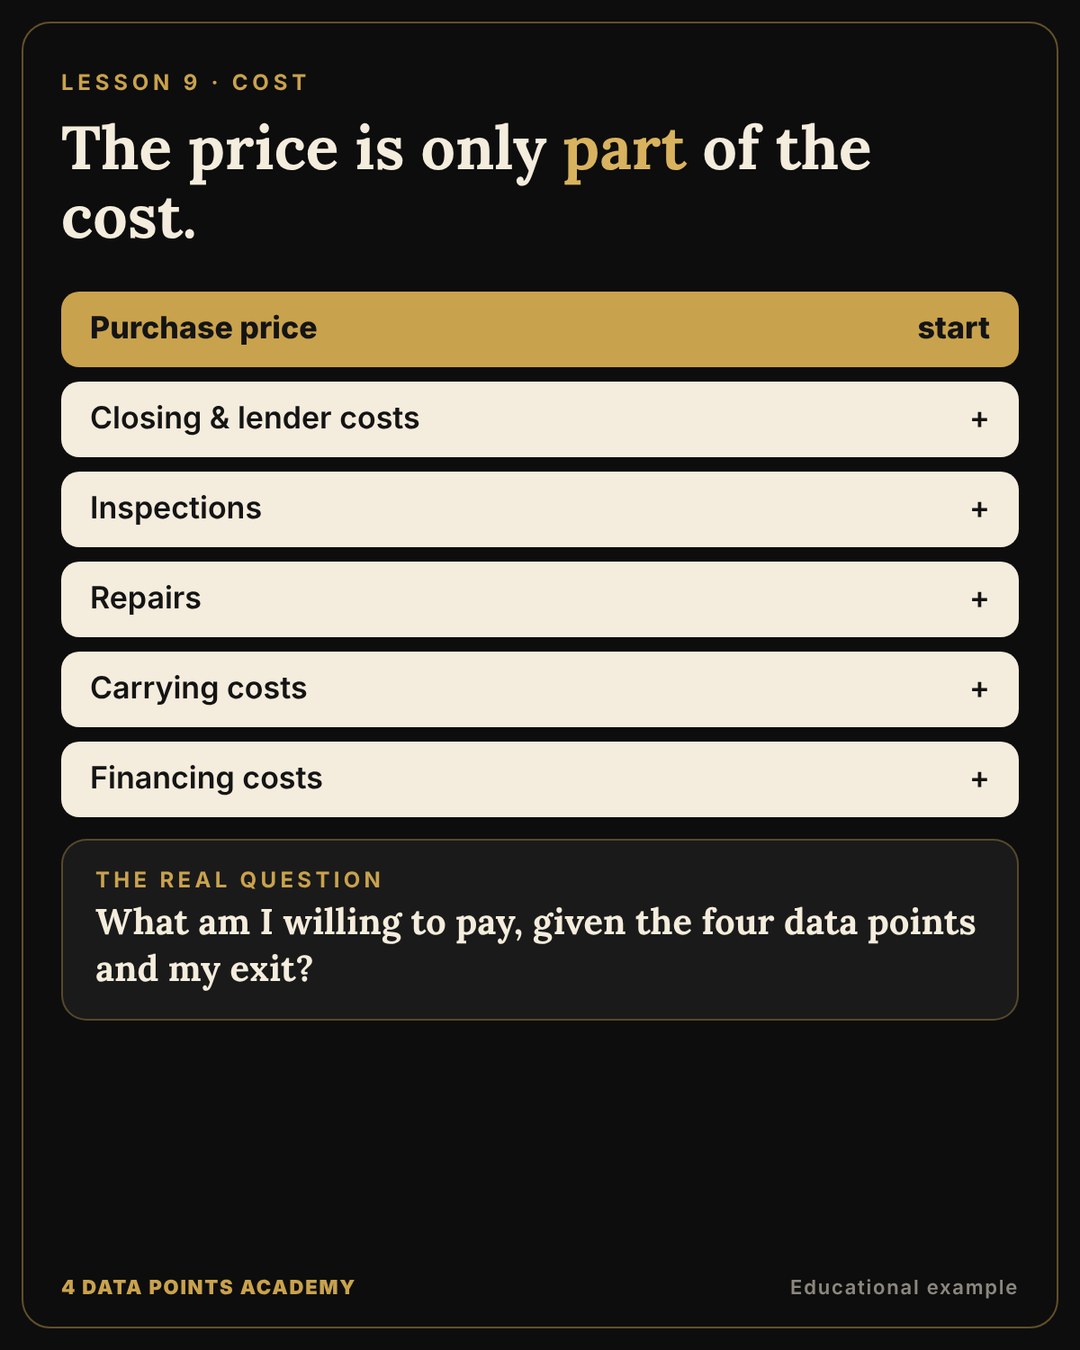 LESSON 9 · COST
The price is only part of the
cost.
Purchase price start
Closing & lender costs +
Inspections +
Repairs +
Carrying costs +
Financing costs +
THE REAL QUESTION
What am I willing to pay, given the four data points
and my exit?
4 DATA POINTS ACADEMY Educational example